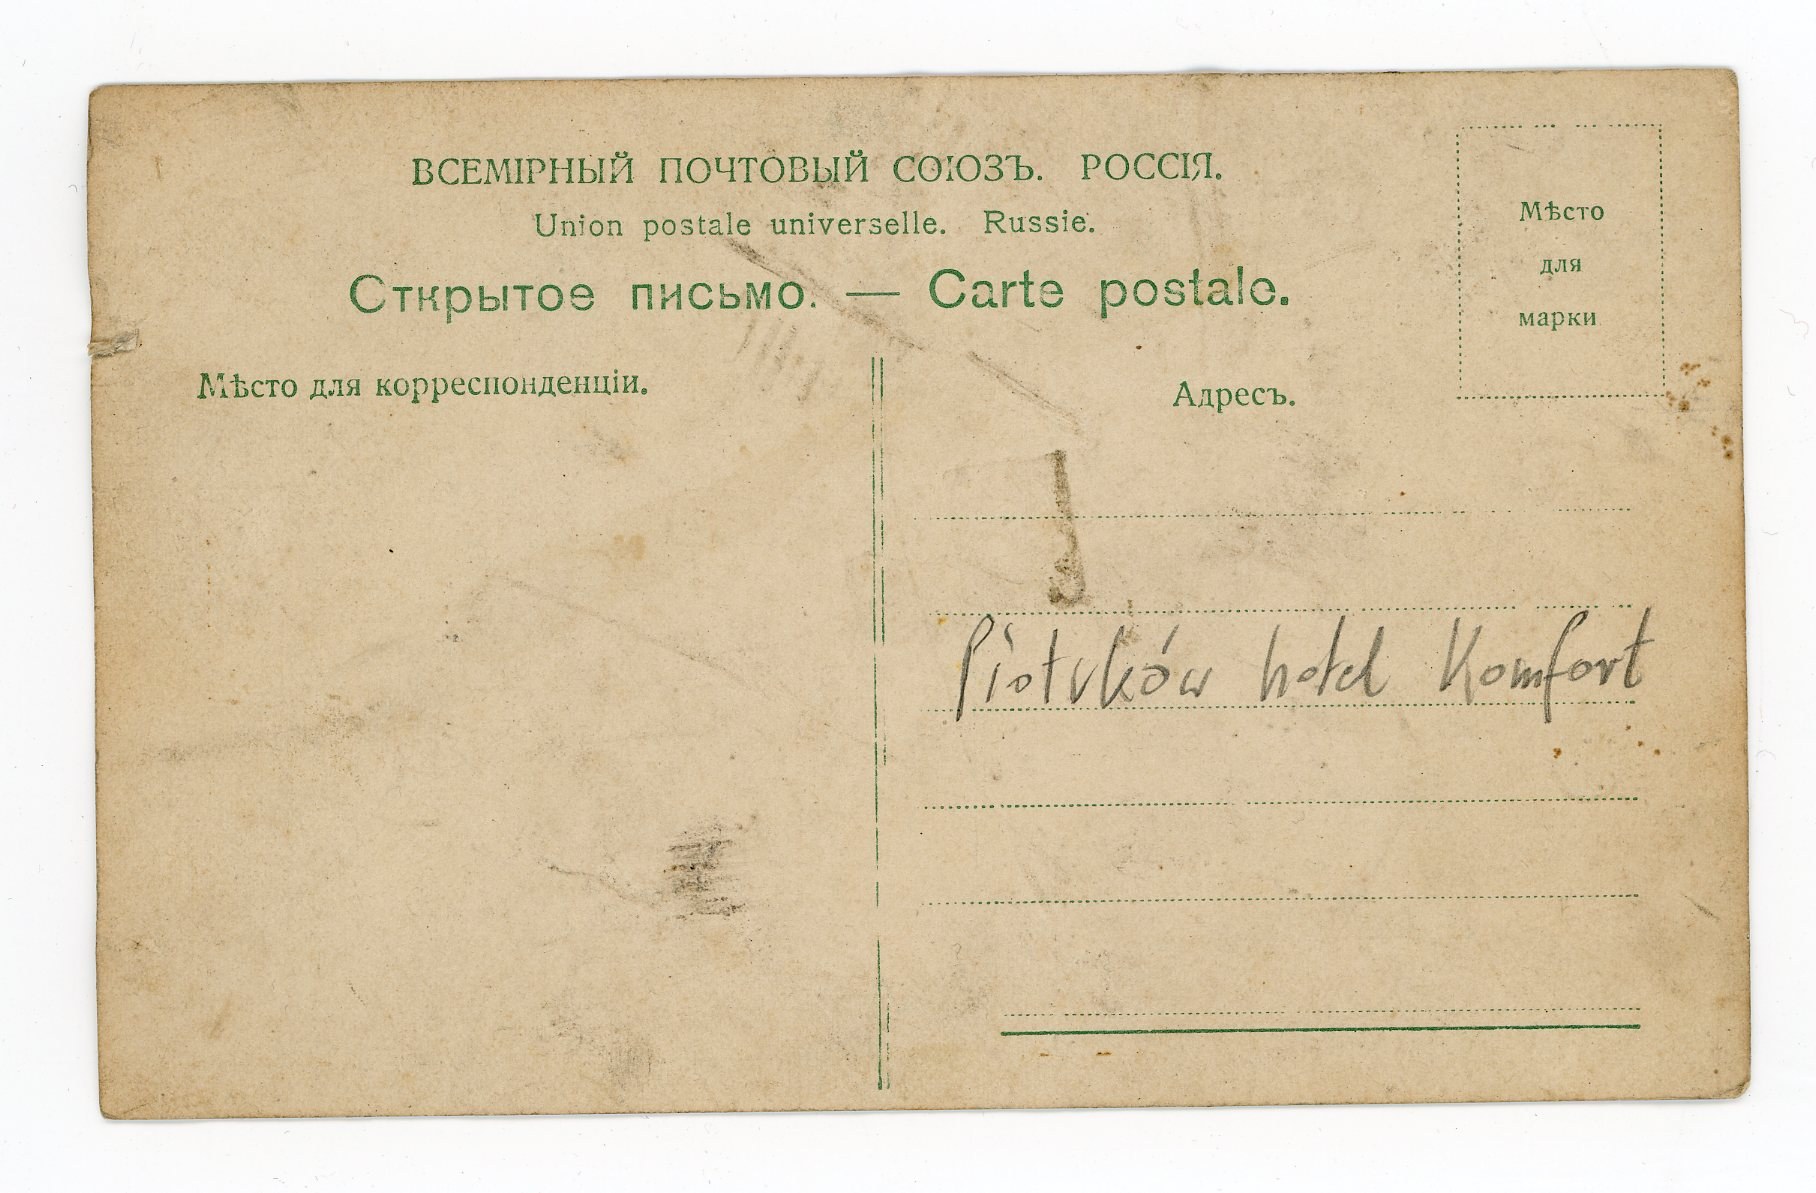 ВСЕМІРНЫЙ ПОЧТОВЫЙ СОЮЗЪ. РОССІЯ.
Union postale universelle. Russie.
Открытое письмо. — Carte postale.
Мѣсто
для
марки
Мѣсто для корреспонденціи.
Адресъ.
Piotrków hotel Komfort